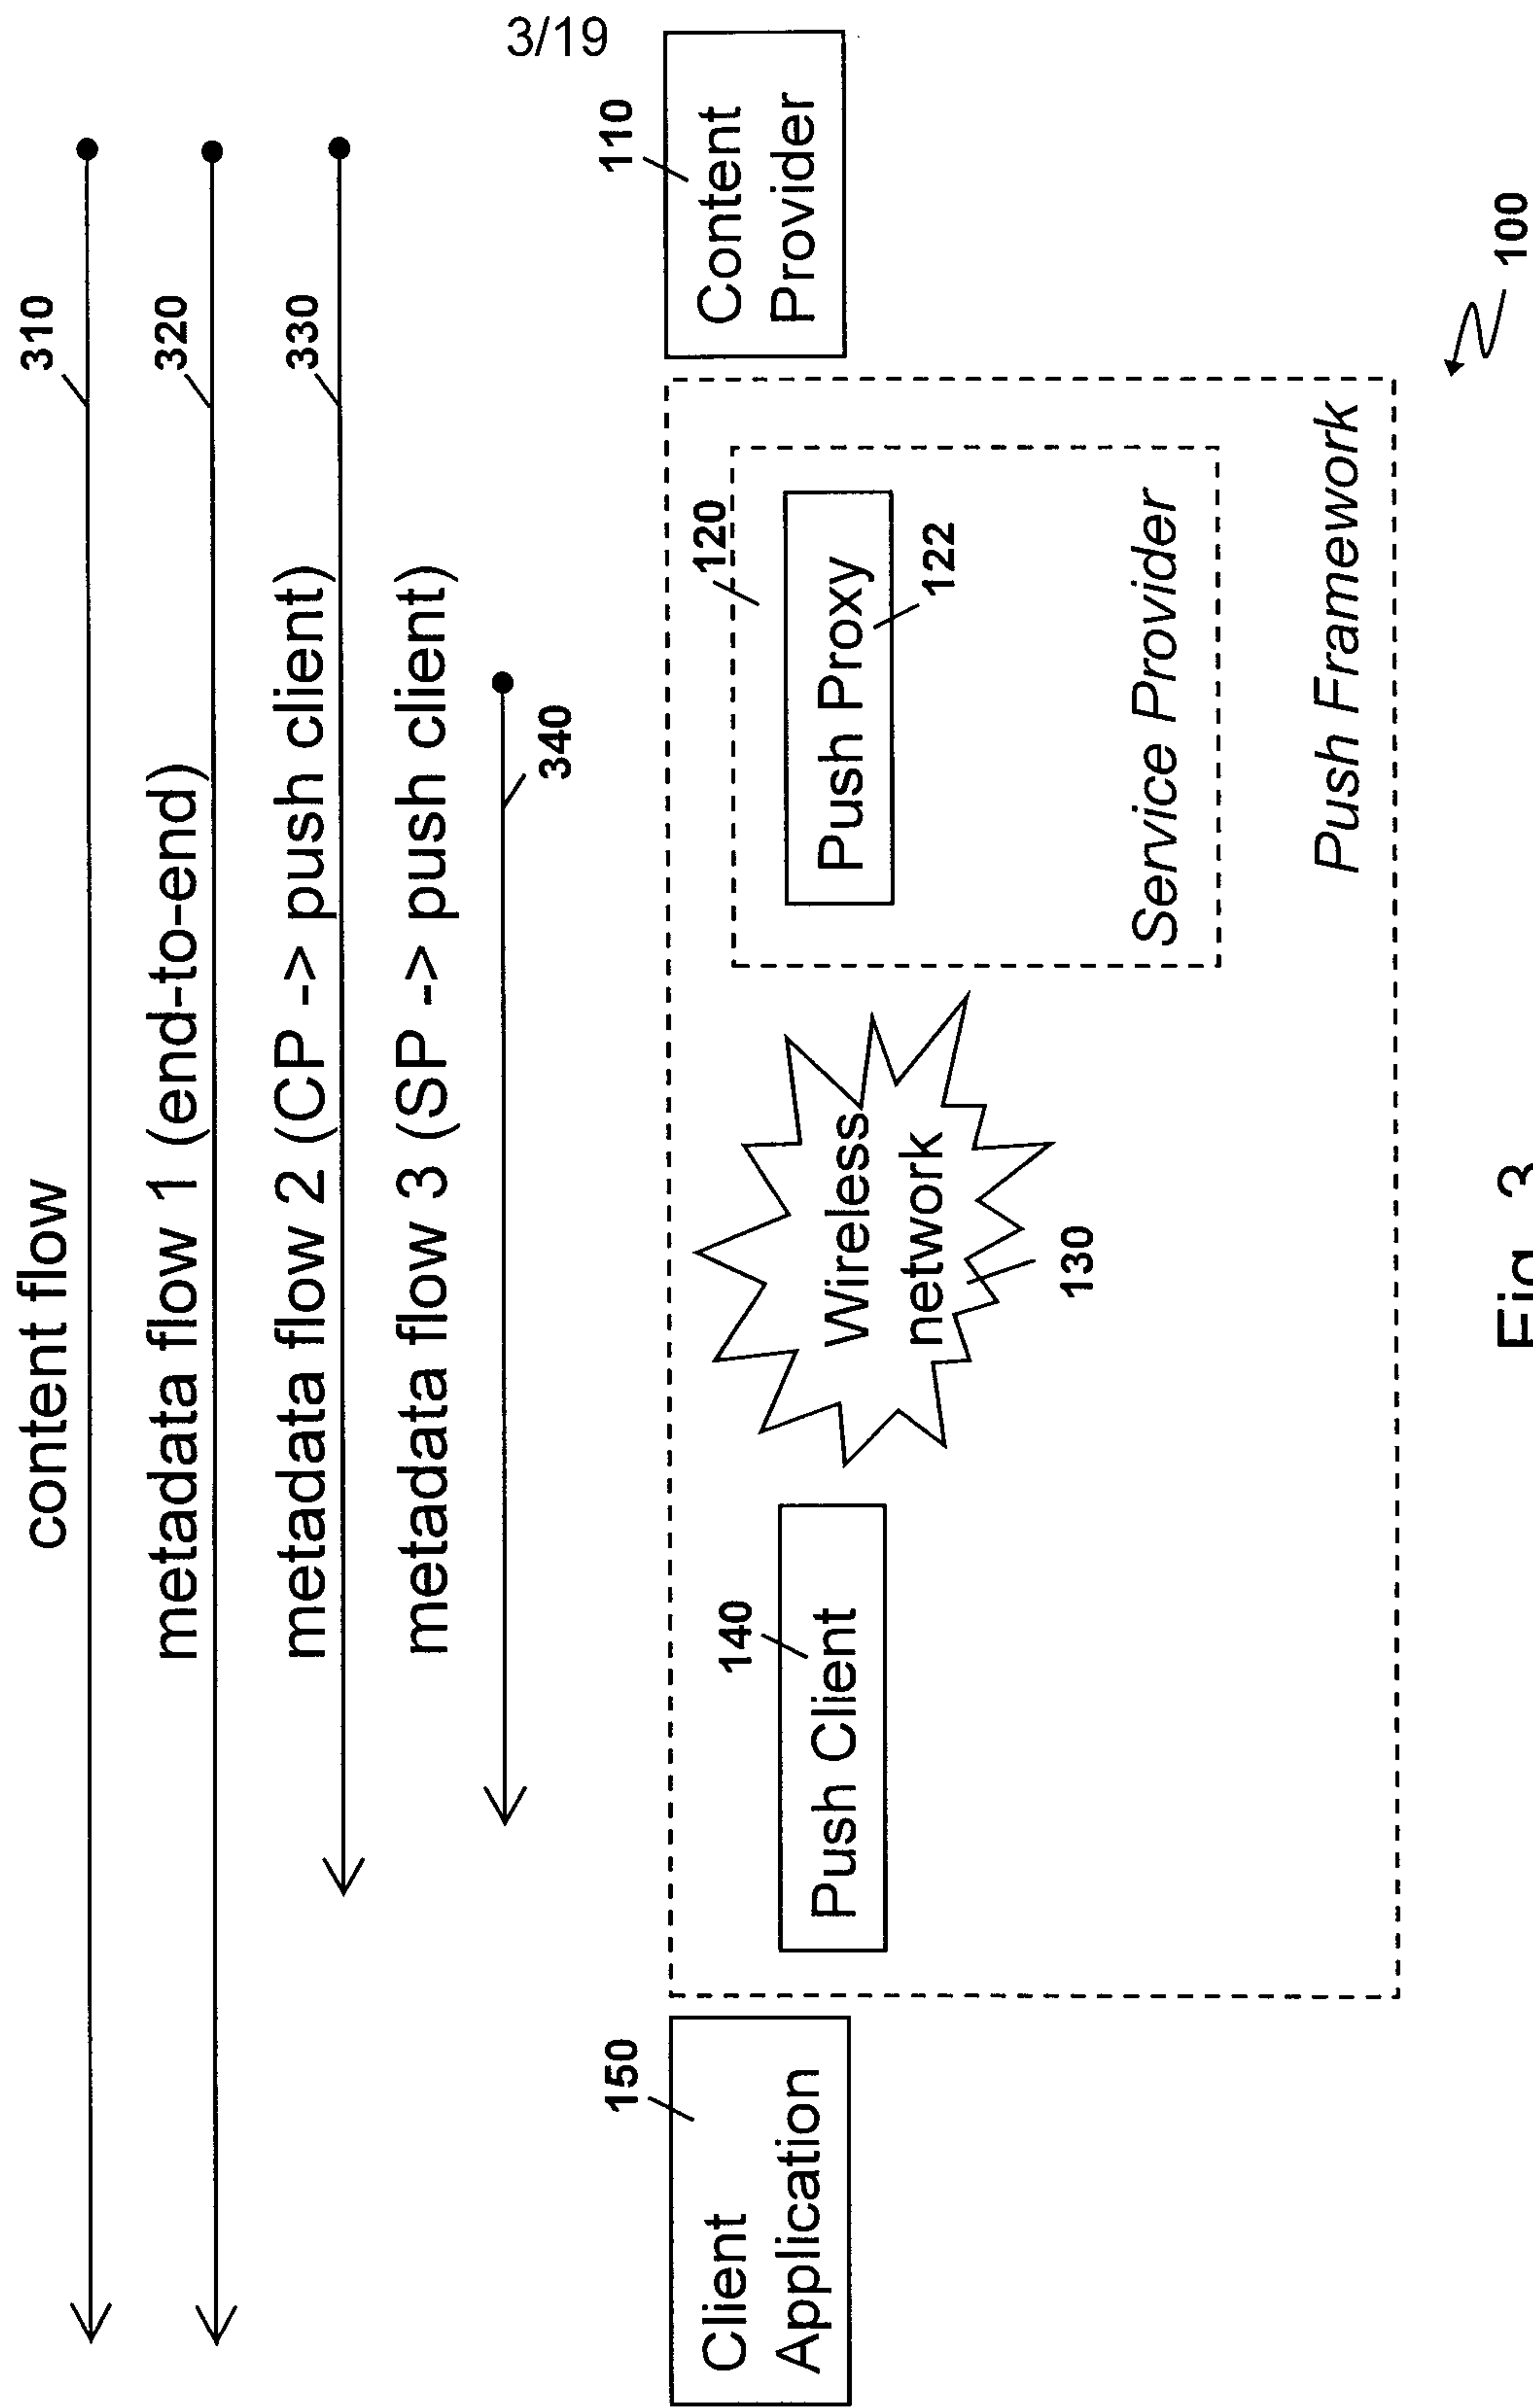 3/19
content flow
310
metadata flow 1 (end-to-end)
320
metadata flow 2 (CP -> push client)
330
metadata flow 3 (SP -> push client)
340
150
Client
Application
140
Push Client
Wireless
network
130
120
Push Proxy
122
Service Provider
Push Framework
110
Content
Provider
100
Fig. 3